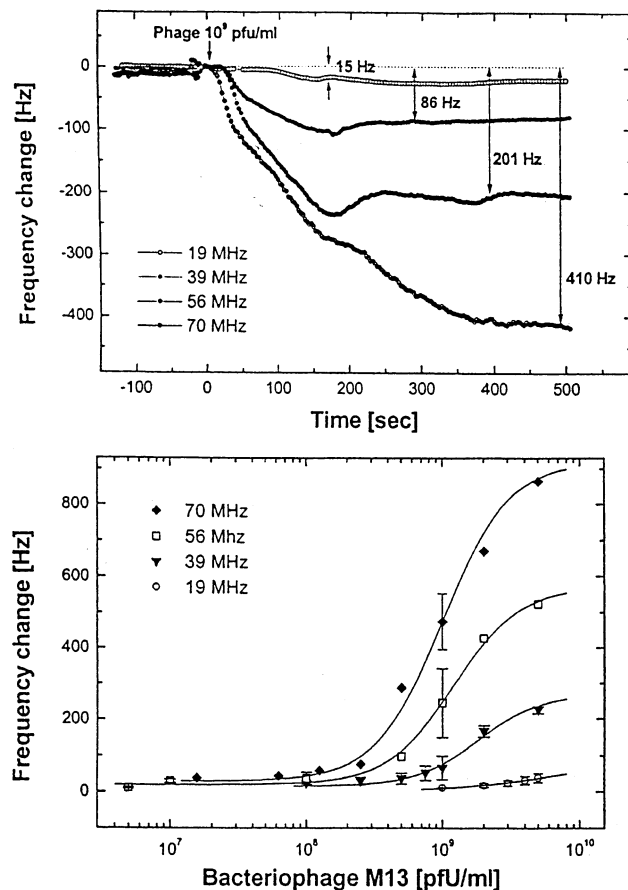 Phage 10⁹ pfu/ml
Frequency change [Hz]
0
-100
-200
-300
-400
15 Hz
86 Hz
201 Hz
410 Hz
19 MHz
39 MHz
56 MHz
70 MHz
-100 0 100 200 300 400 500
Time [sec]
Frequency change [Hz]
800
600
400
200
0
70 MHz
56 Mhz
39 MHz
19 MHz
10⁷ 10⁸ 10⁹ 10¹⁰
Bacteriophage M13 [pfU/ml]